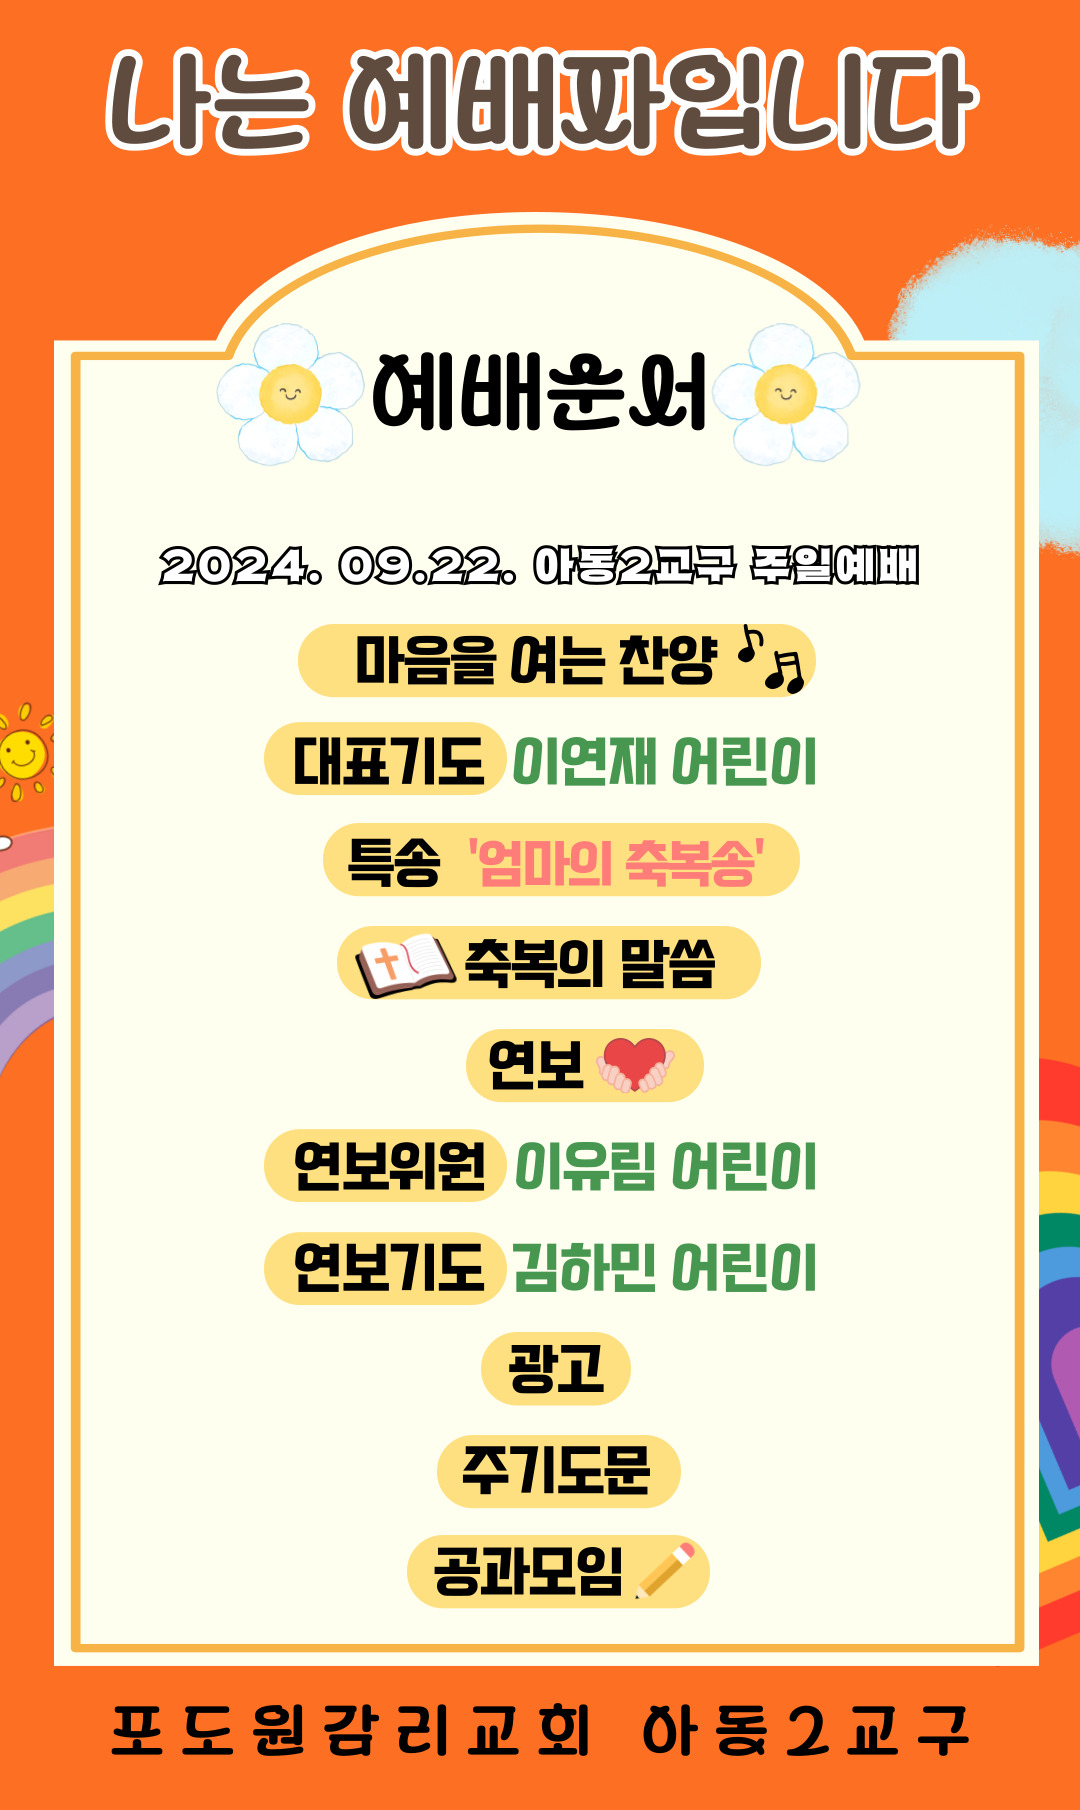 나는 예배파입니다
예배운서
2024. 09.22. 아동2교구 주일예배
마음을 여는 찬양
대표기도 이연재 어린이
특송 '엄마의 축복송'
축복의 말씀
연보
연보위원 이유림 어린이
연보기도 김하민 어린이
광고
주기도문
공과모임
포도원감리교회 아동2교구